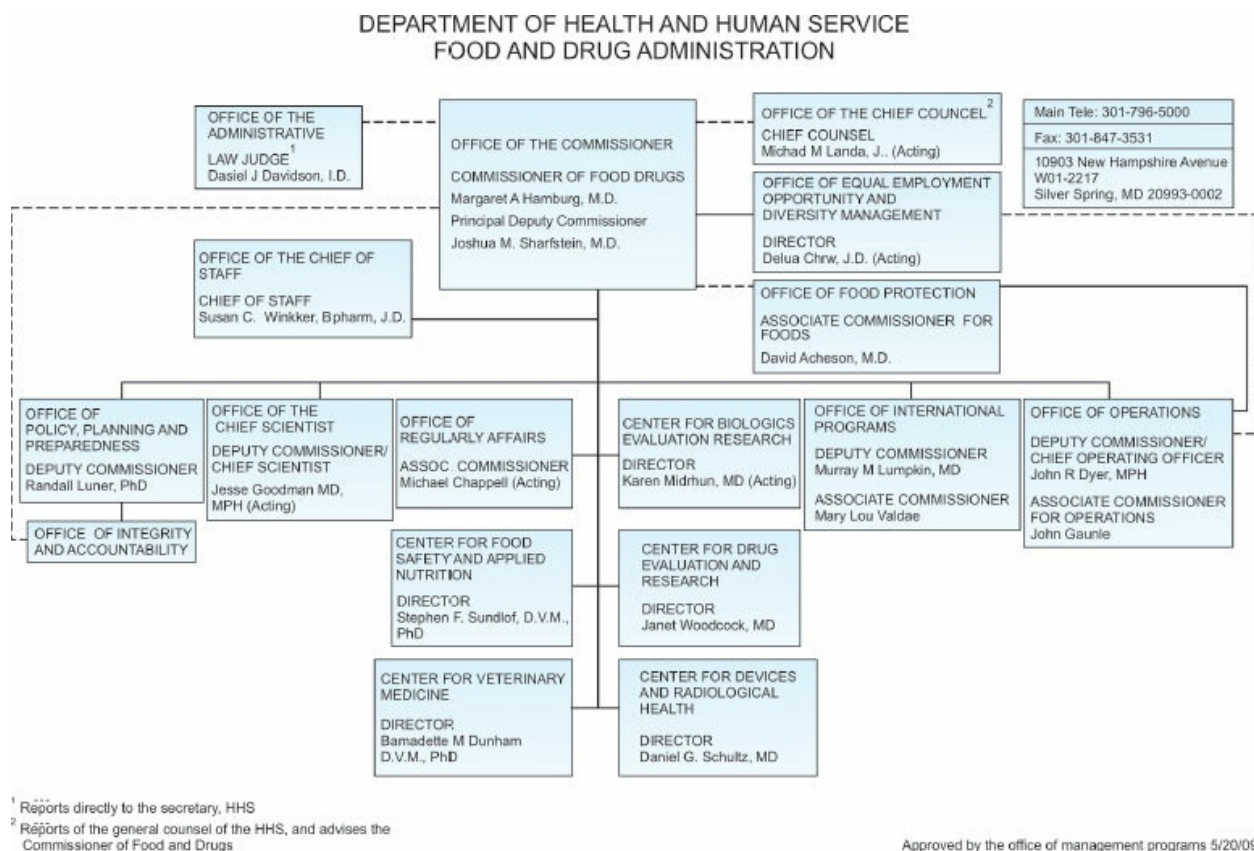 DEPARTMENT OF HEALTH AND HUMAN SERVICE
FOOD AND DRUG ADMINISTRATION
OFFICE OF THE
ADMINISTRATIVE
LAW JUDGE 1
Dasiel J Davidson, I.D.
OFFICE OF THE COMMISSIONER
COMMISSIONER OF FOOD DRUGS
Margaret A Hamburg, M.D.
Principal Deputy Commissioner
Joshua M. Sharfstein, M.D.
OFFICE OF THE CHIEF COUNCEL 2
CHIEF COUNSEL
Michad M Landa, J.. (Acting)
Main Tele: 301-796-5000
Fax: 301-847-3531
10903 New Hampshire Avenue
W01-2217
Silver Spring, MD 20993-0002
OFFICE OF EQUAL EMPLOYMENT
OPPORTUNITY AND
DIVERSITY MANAGEMENT
DIRECTOR
Delua Chrw, J.D. (Acting)
OFFICE OF THE CHIEF OF
STAFF
CHIEF OF STAFF
Susan C. Winkker, Bpharm, J.D.
OFFICE OF FOOD PROTECTION
ASSOCIATE COMMISSIONER FOR
FOODS
David Acheson, M.D.
OFFICE OF
POLICY, PLANNING AND
PREPAREDNESS
DEPUTY COMMISSIONER
Randall Luner, PhD
OFFICE OF THE
CHIEF SCIENTIST
DEPUTY COMMISSIONER/
CHIEF SCIENTIST
Jesse Goodman MD,
MPH (Acting)
OFFICE OF
REGULARLY AFFAIRS
ASSOC. COMMISSIONER
Michael Chappell (Acting)
CENTER FOR BIOLOGICS
EVALUATION RESEARCH
DIRECTOR
Karen Midrhun, MD (Acting)
OFFICE OF INTERNATIONAL
PROGRAMS
DEPUTY COMMISSIONER
Murray M Lumpkin, MD
ASSOCIATE COMMISSIONER
Mary Lou Valdae
OFFICE OF OPERATIONS
DEPUTY COMMISSIONER/
CHIEF OPERATING OFFICER
John R Dyer, MPH
ASSOCIATE COMMISSIONER
FOR OPERATIONS
John Gaunle
OFFICE OF INTEGRITY
AND ACCOUNTABILITY
CENTER FOR FOOD
SAFETY AND APPLIED
NUTRITION
DIRECTOR
Stephen F. Sundlof, D.V.M.,
PhD
CENTER FOR DRUG
EVALUATION AND
RESEARCH
DIRECTOR
Janet Woodcock, MD
CENTER FOR VETERINARY
MEDICINE
DIRECTOR
Bamadette M Dunham
D.V.M., PhD
CENTER FOR DEVICES
AND RADIOLOGICAL
HEALTH
DIRECTOR
Daniel G. Schultz, MD
1 Reports directly to the secretary, HHS
2 Reports of the general counsel of the HHS, and advises the
Commissioner of Food and Drugs
Approved by the office of management programs 5/20/09